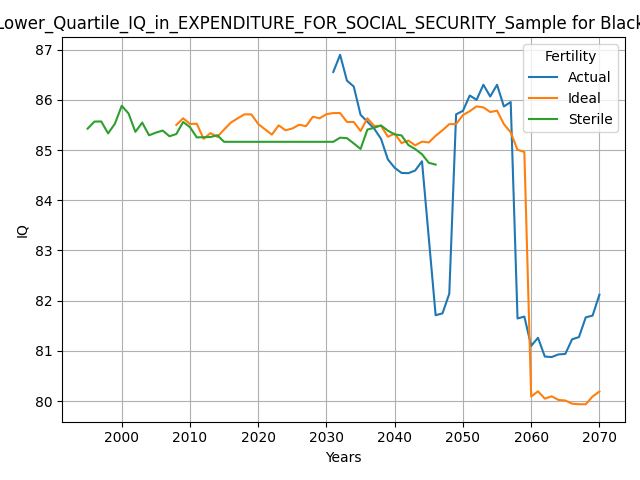 Lower_Quartile_IQ_in_EXPENDITURE_FOR_SOCIAL_SECURITY_Sample for Black
87
86
85
84
83
82
81
80
IQ
2000 2010 2020 2030 2040 2050 2060 2070
Years
Fertility
Actual
Ideal
Sterile